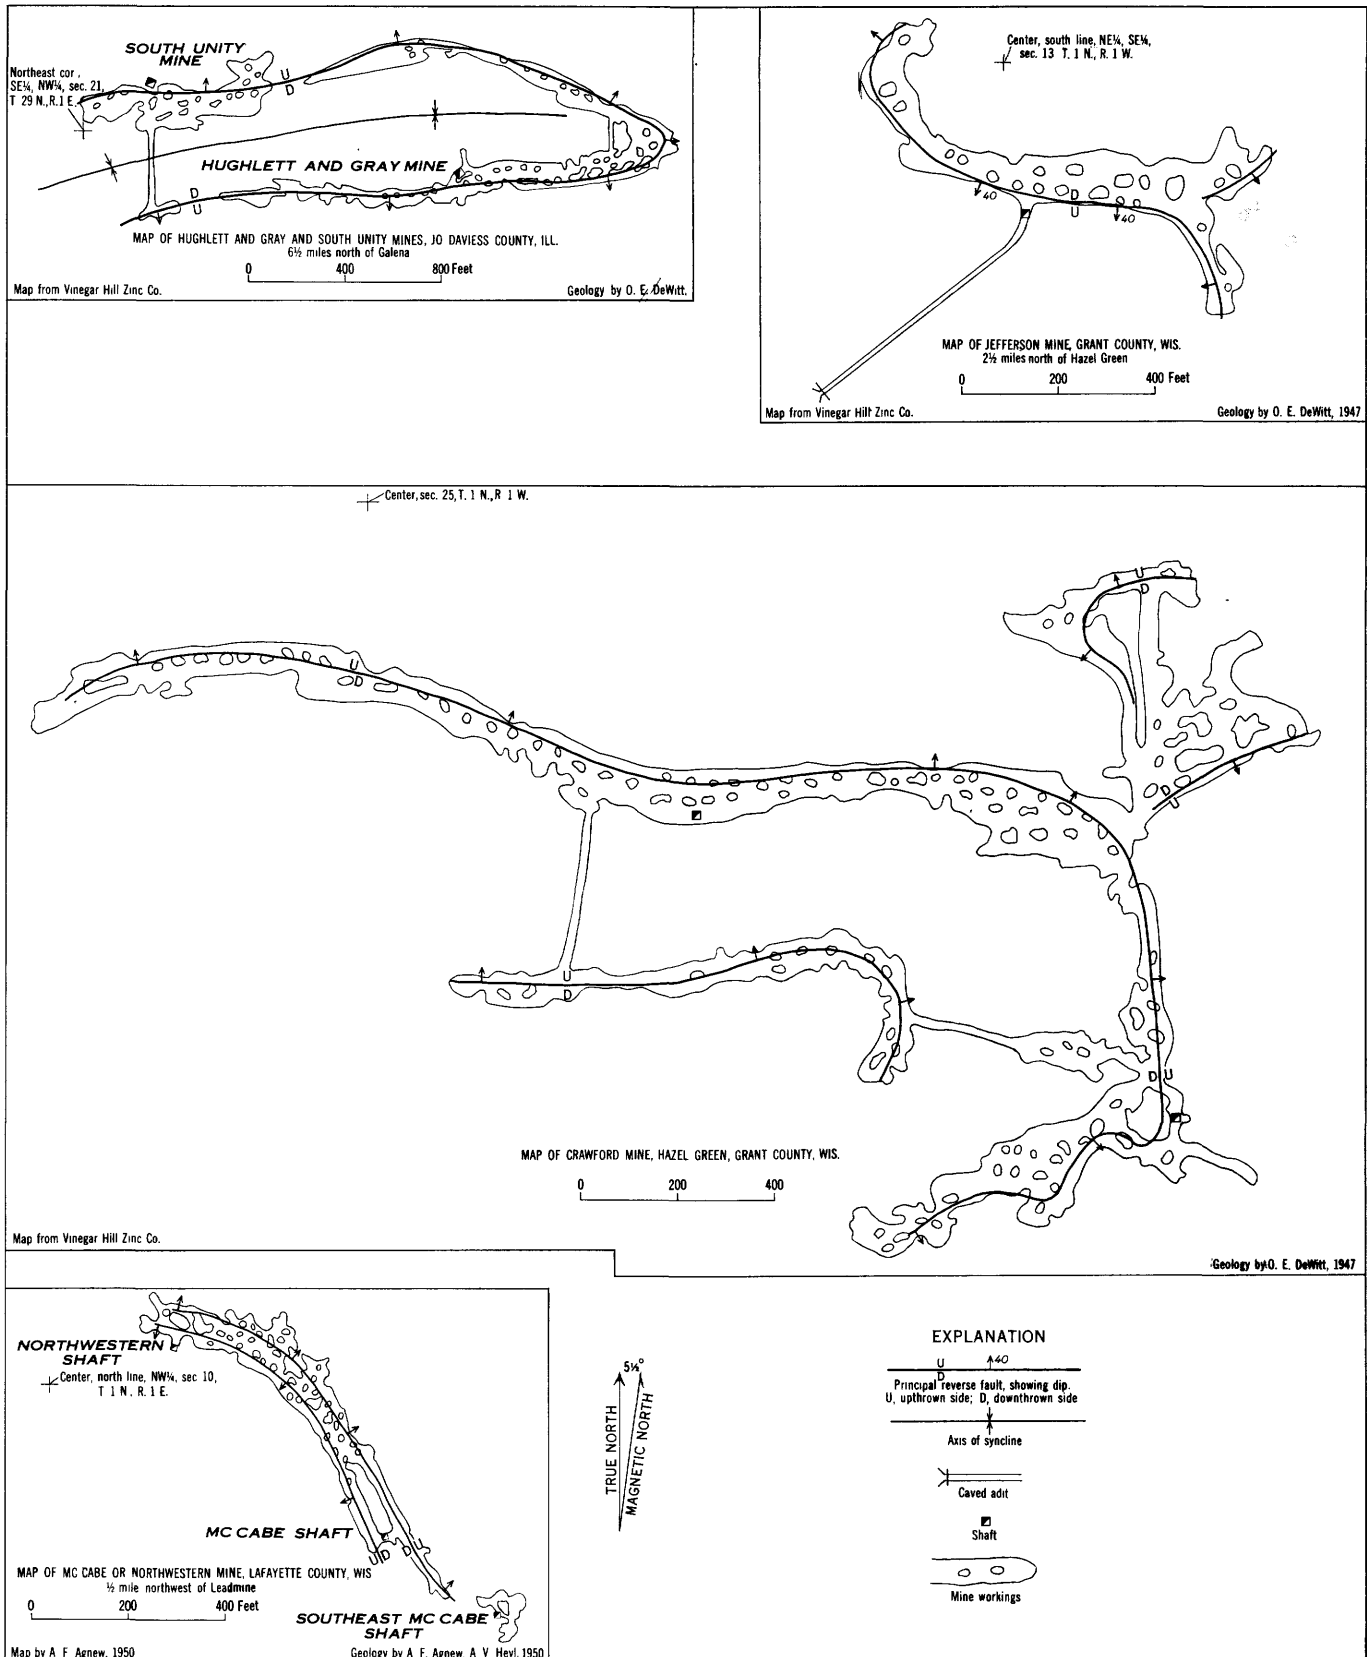 SOUTH UNITY
MINE
Northeast cor.,
SE¼, NW¼, sec. 21,
T 29 N., R. 1 E.
U
D
HUGHLETT AND GRAY MINE
D
U
MAP OF HUGHLETT AND GRAY AND SOUTH UNITY MINES, JO DAVIESS COUNTY, ILL.
6½ miles north of Galena
0 400 800 Feet
Map from Vinegar Hill Zinc Co.
Geology by O. E. DeWitt.
Center, south line, NE¼, SE¼,
sec. 13 T. 1 N., R. 1 W.
40
D
U
40
MAP OF JEFFERSON MINE, GRANT COUNTY, WIS.
2½ miles north of Hazel Green
0 200 400 Feet
Map from Vinegar Hill Zinc Co.
Geology by O. E. DeWitt, 1947
Center, sec. 25, T. 1 N., R 1 W.
U
D
U
D
D
U
U
D
D U
MAP OF CRAWFORD MINE, HAZEL GREEN, GRANT COUNTY, WIS.
0 200 400
Map from Vinegar Hill Zinc Co.
Geology by O. E. DeWitt, 1947
NORTHWESTERN
SHAFT
Center, north line, NW¼, sec 10,
T 1 N, R. 1 E.
MC CABE SHAFT
U D D U
MAP OF MC CABE OR NORTHWESTERN MINE, LAFAYETTE COUNTY, WIS
½ mile northwest of Leadmine
0 200 400 Feet
SOUTHEAST MC CABE
SHAFT
Map by A F Agnew, 1950
Geology by A. F. Agnew, A V Heyl, 1950
5½°
TRUE NORTH
MAGNETIC NORTH
EXPLANATION
U 40
D
Principal reverse fault, showing dip.
U, upthrown side; D, downthrown side
Axis of syncline
Caved adit
Shaft
Mine workings